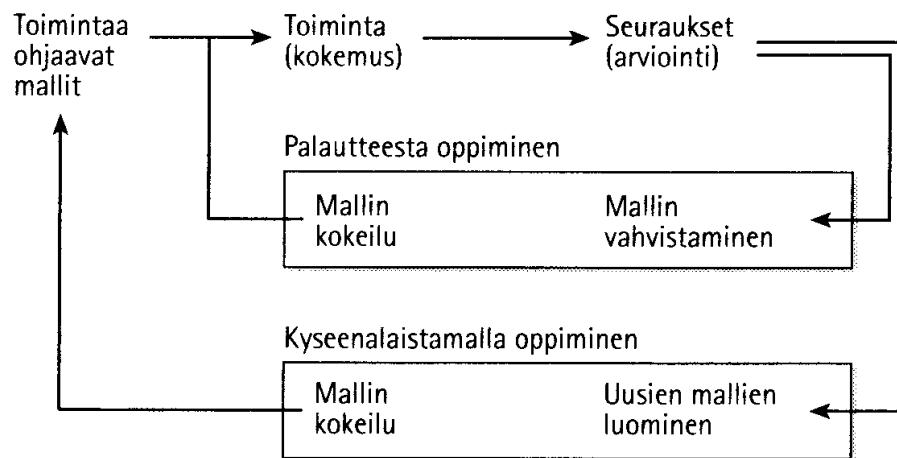 Toimintaa
ohjaavat
mallit
Toiminta
(kokemus)
Seuraukset
(arviointi)
Palautteesta oppiminen
Mallin
kokeilu
Mallin
vahvistaminen
Kyseenalaistamalla oppiminen
Mallin
kokeilu
Uusien mallien
luominen